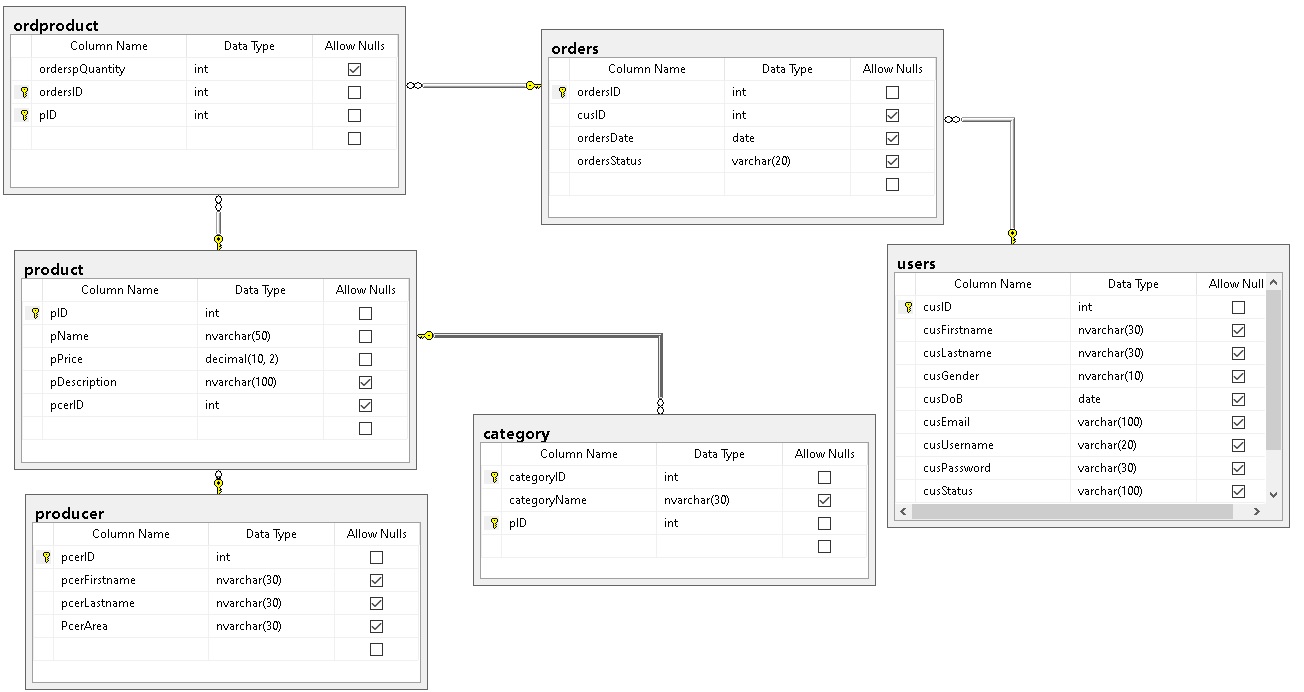 ordproduct
Column Name Data Type Allow Nulls
orderspQuantity int
ordersID int
pID int
orders
Column Name Data Type Allow Nulls
ordersID int
cusID int
ordersDate date
ordersStatus varchar(20)
product
Column Name Data Type Allow Nulls
pID int
pName nvarchar(50)
pPrice decimal(10, 2)
pDescription nvarchar(100)
pcerID int
users
Column Name Data Type Allow Null
cusID int
cusFirstname nvarchar(30)
cusLastname nvarchar(30)
cusGender nvarchar(10)
cusDoB date
cusEmail varchar(100)
cusUsername varchar(20)
cusPassword varchar(30)
cusStatus varchar(100)
category
Column Name Data Type Allow Nulls
categoryID int
categoryName nvarchar(30)
pID int
producer
Column Name Data Type Allow Nulls
pcerID int
pcerFirstname nvarchar(30)
pcerLastname nvarchar(30)
PcerArea nvarchar(30)